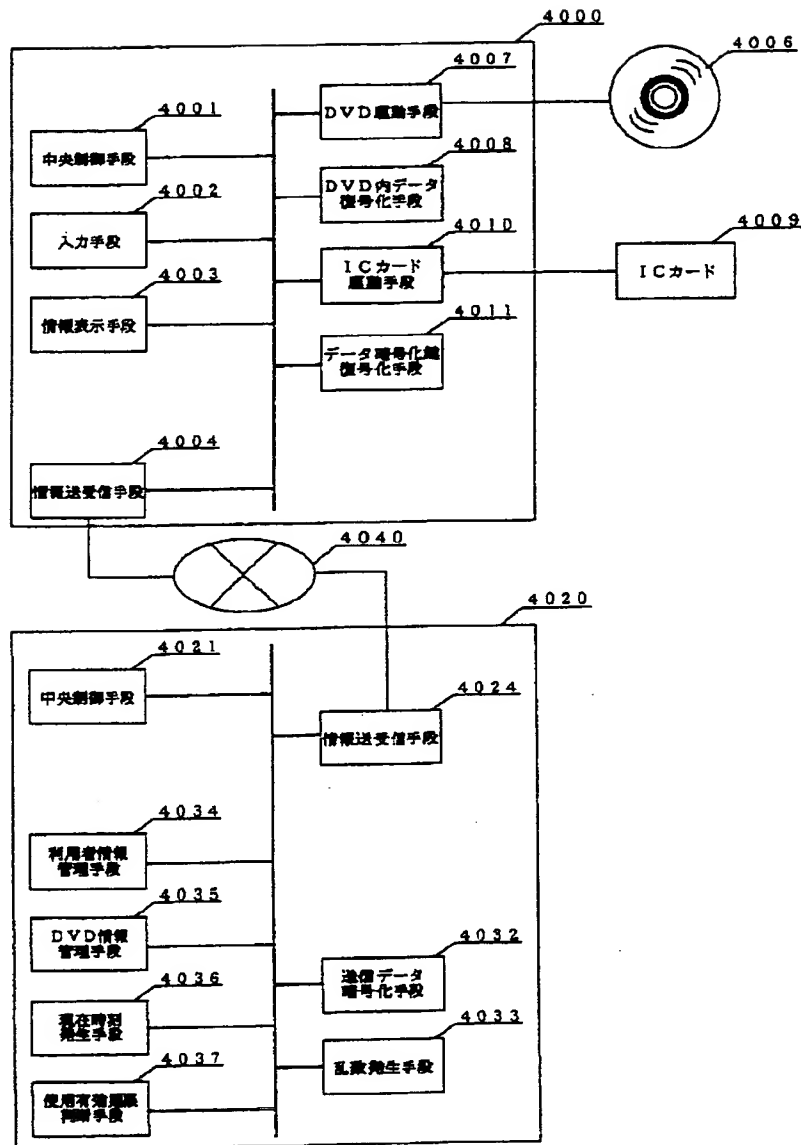 4000
4006
4007
DVD駆動手段
4001
中央制御手段
4008
DVD内データ
復号化手段
4002
入力手段
4010
ICカード
駆動手段
4009
ICカード
4003
情報表示手段
4011
データ暗号化鍵
復号化手段
4004
情報送受信手段
4040
4020
4021
中央制御手段
4024
情報送受信手段
4034
利用者情報
管理手段
4035
DVD情報
管理手段
4032
送信データ
暗号化手段
4036
現在時刻
発生手段
4033
乱数発生手段
4037
使用有効期限
判断手段